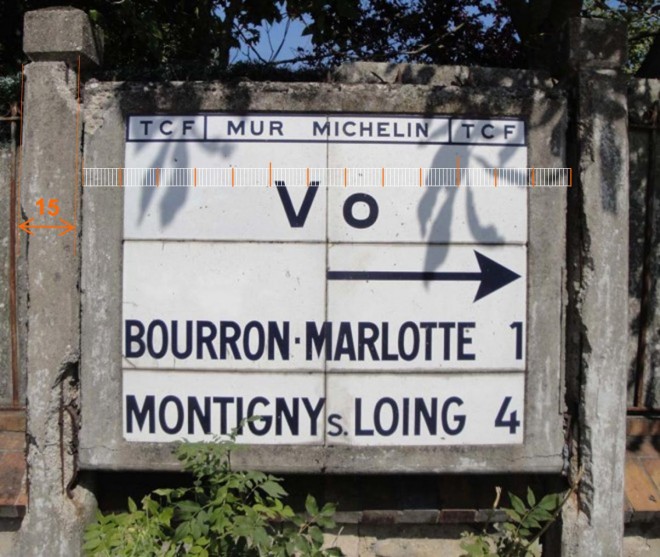 TCF MUR MICHELIN TCF
15
Vo
BOURRON·MARLOTTE 1
MONTIGNY s. LOING 4